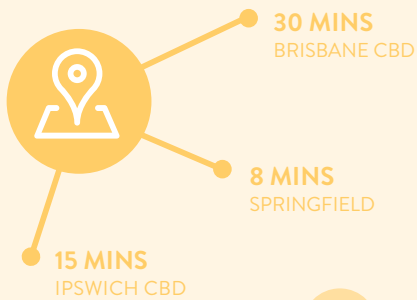 30 MINS
BRISBANE CBD
8 MINS
SPRINGFIELD
15 MINS
IPSWICH CBD